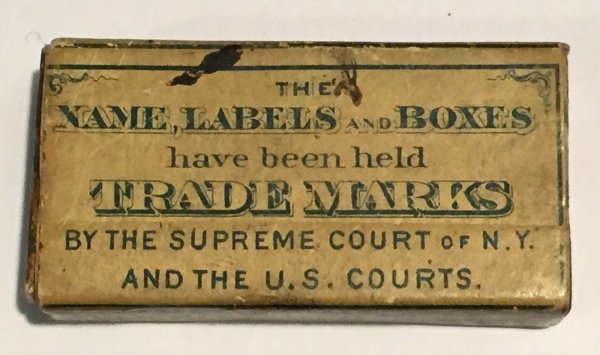 THE
NAME, LABELS AND BOXES
have been held
TRADE MARKS
BY THE SUPREME COURT OF N.Y.
AND THE U.S. COURTS.